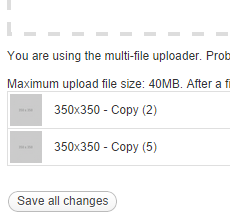 You are using the multi-file uploader. Prob
Maximum upload file size: 40MB. After a fi
350x350 - Copy (2)
350x350 - Copy (5)
Save all changes